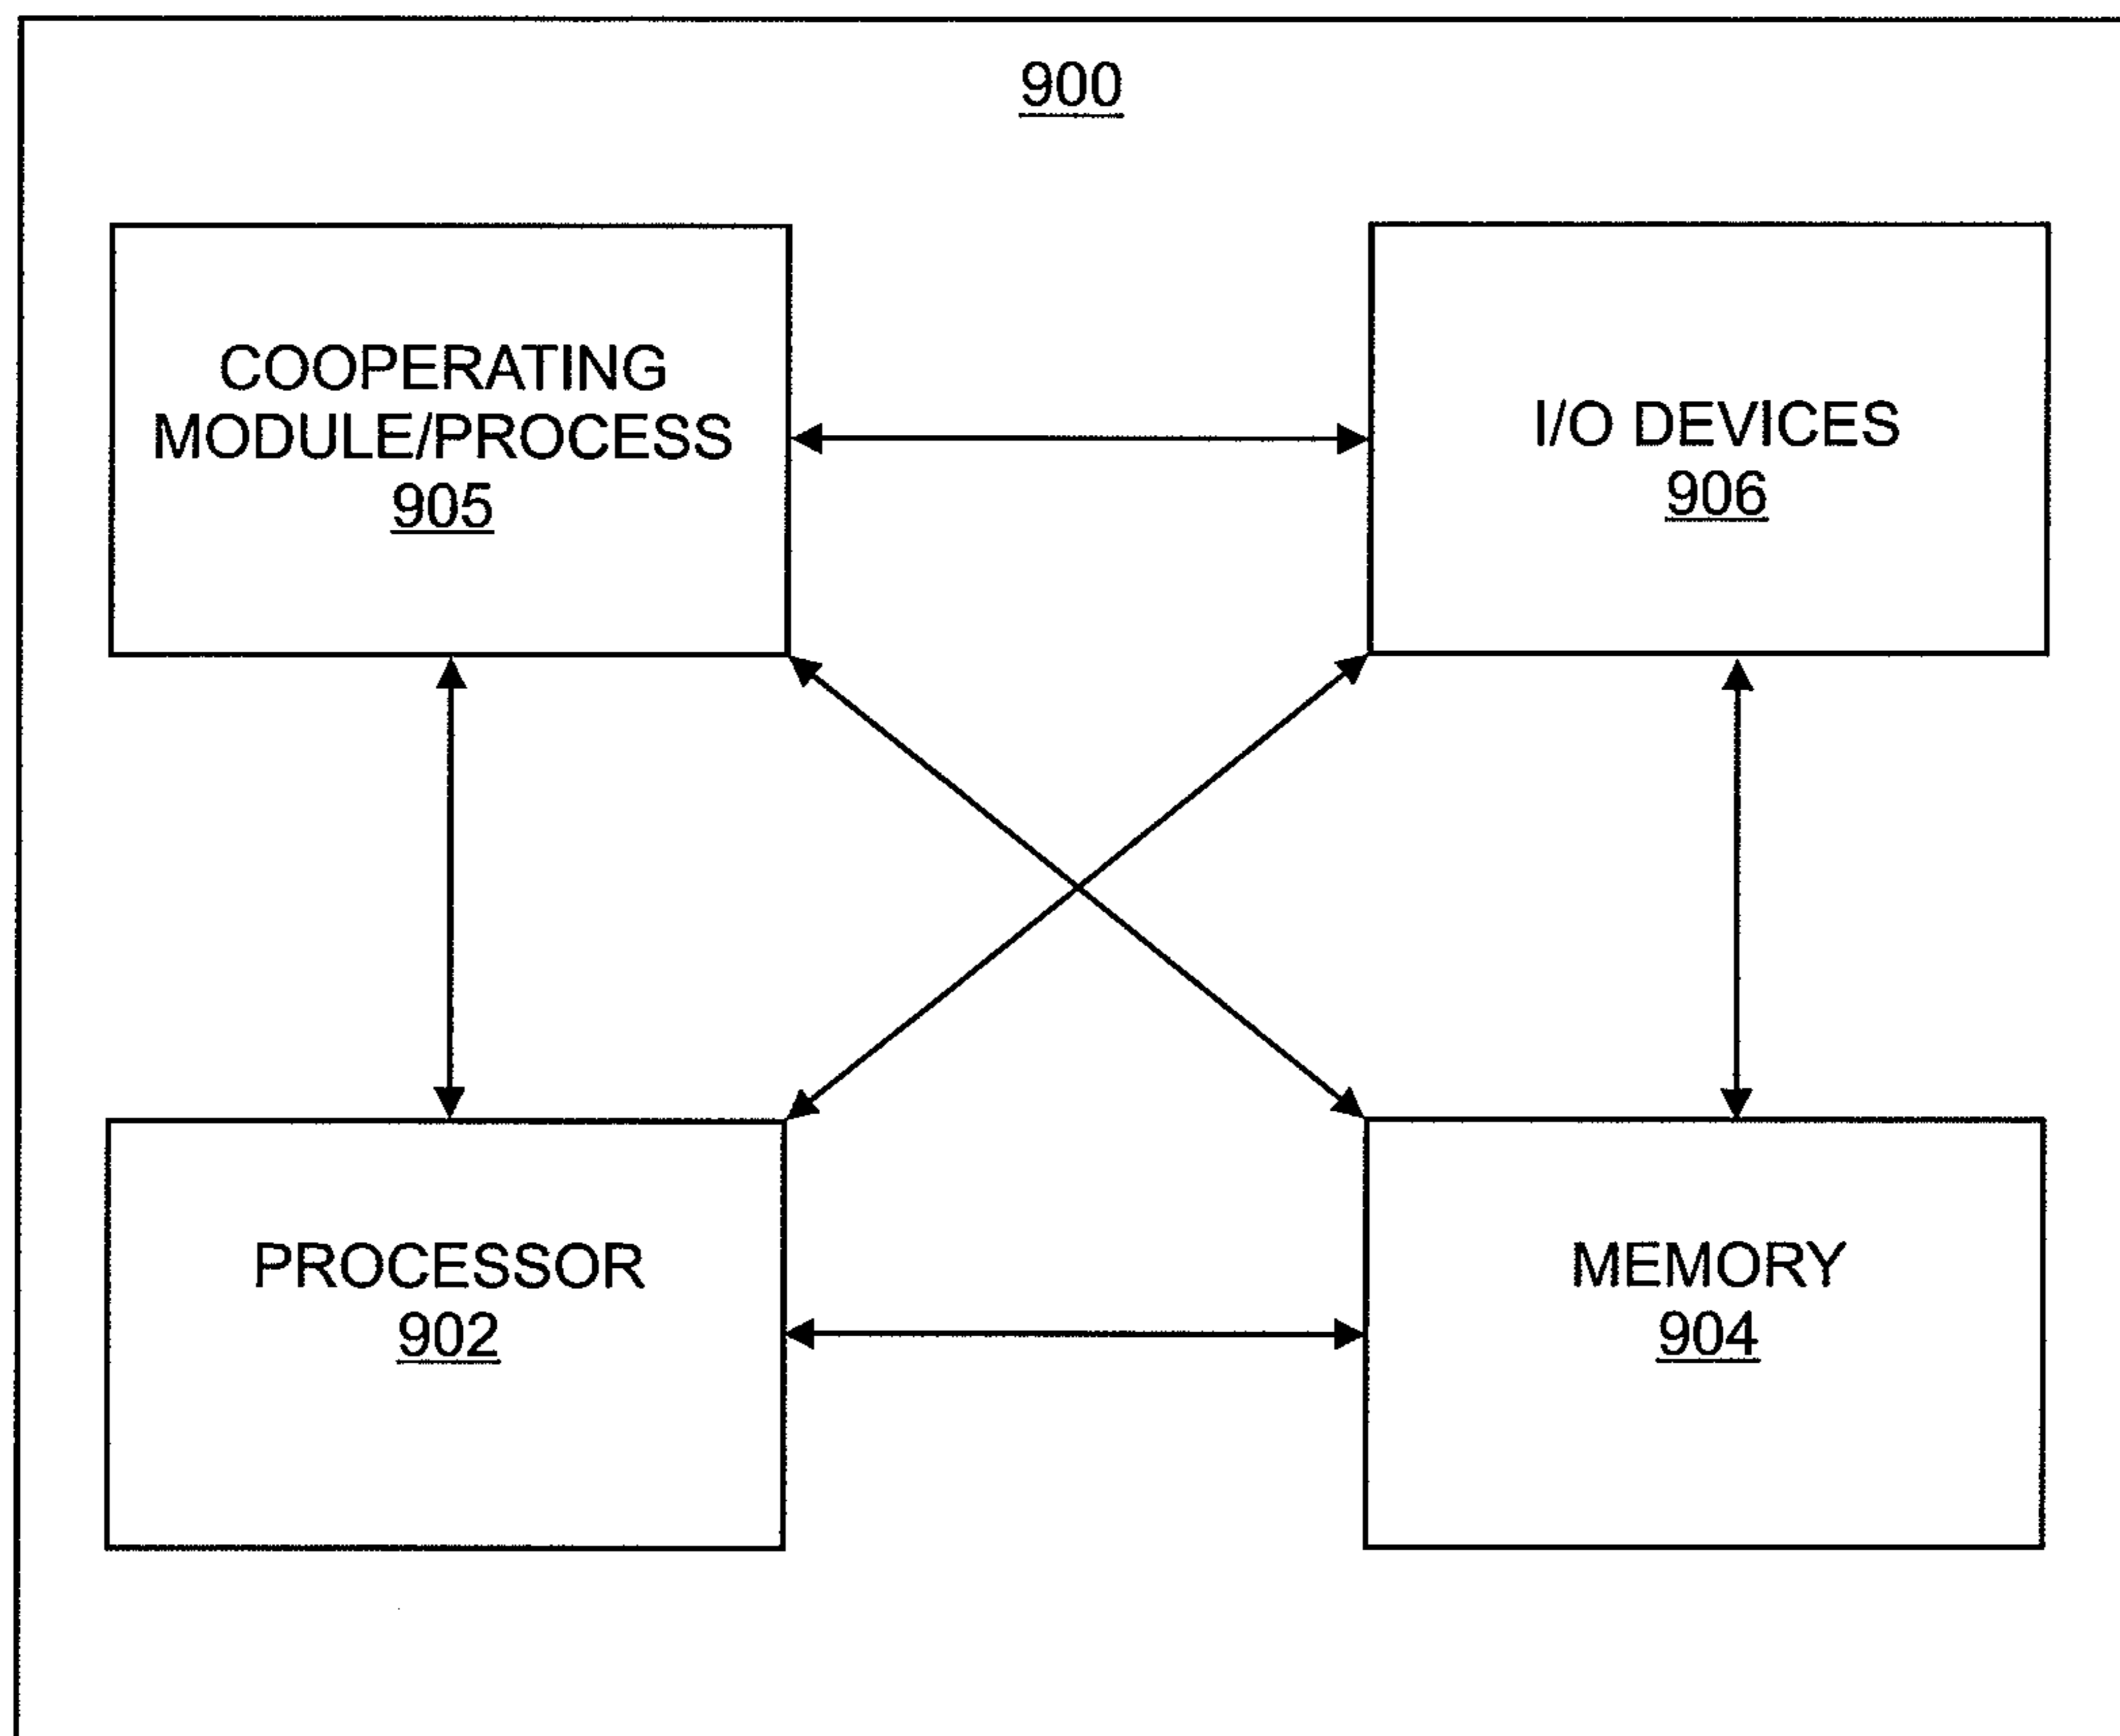 900
COOPERATING
MODULE/PROCESS
905
I/O DEVICES
906
PROCESSOR
902
MEMORY
904